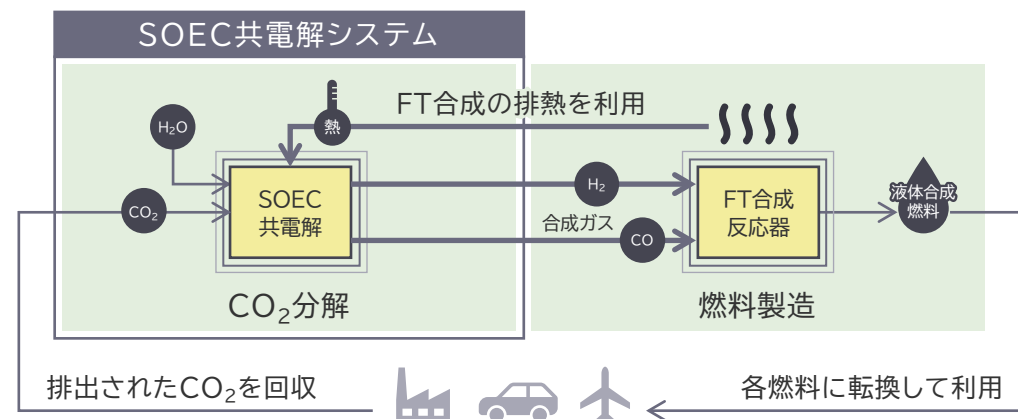 SOEC共電解システム
FT合成の排熱を利用
熱
H₂O
CO₂
SOEC
共電解
H₂
合成ガス
CO
FT合成
反応器
液体合成
燃料
CO₂分解
燃料製造
排出されたCO₂を回収
各燃料に転換して利用